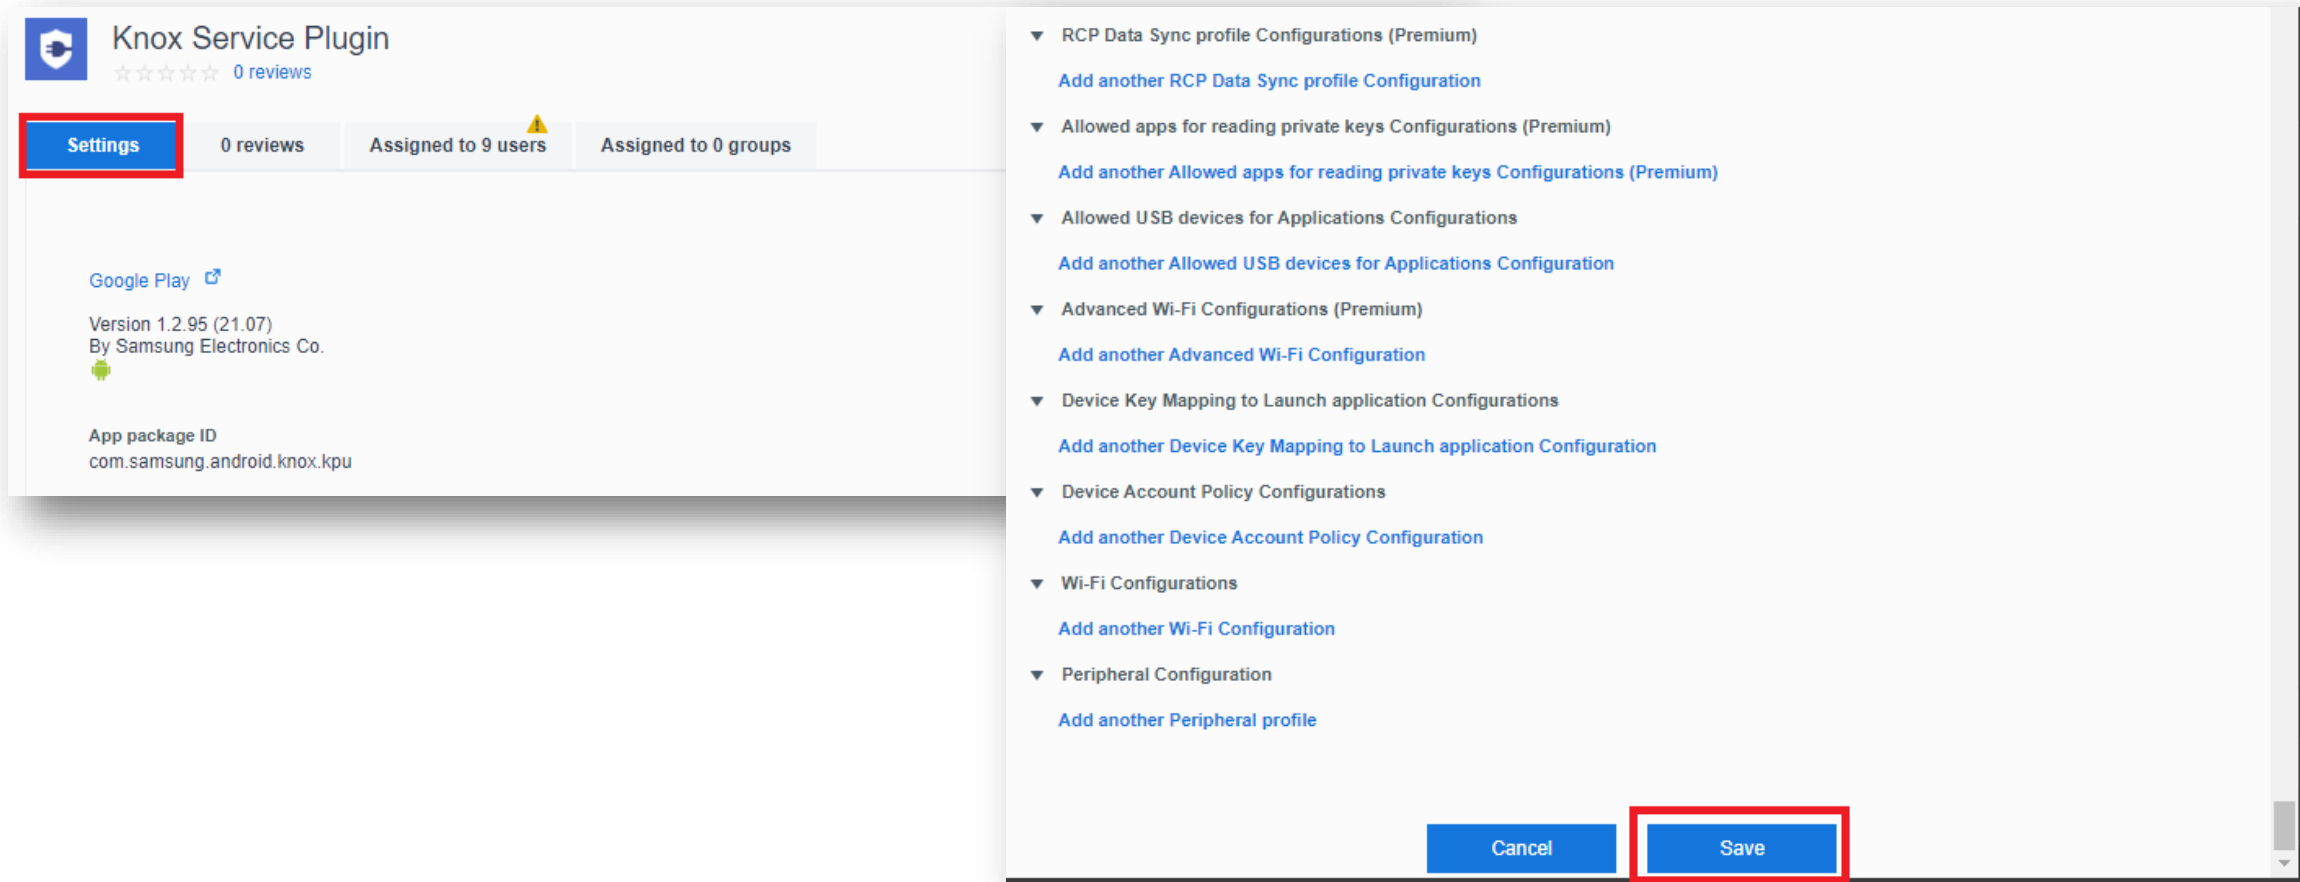 Knox Service Plugin
0 reviews
Settings
0 reviews
Assigned to 9 users
Assigned to 0 groups
Google Play
Version 1.2.95 (21.07)
By Samsung Electronics Co.
App package ID
com.samsung.android.knox.kpu
RCP Data Sync profile Configurations (Premium)
Add another RCP Data Sync profile Configuration
Allowed apps for reading private keys Configurations (Premium)
Add another Allowed apps for reading private keys Configurations (Premium)
Allowed USB devices for Applications Configurations
Add another Allowed USB devices for Applications Configuration
Advanced Wi-Fi Configurations (Premium)
Add another Advanced Wi-Fi Configuration
Device Key Mapping to Launch application Configurations
Add another Device Key Mapping to Launch application Configuration
Device Account Policy Configurations
Add another Device Account Policy Configuration
Wi-Fi Configurations
Add another Wi-Fi Configuration
Peripheral Configuration
Add another Peripheral profile
Cancel
Save